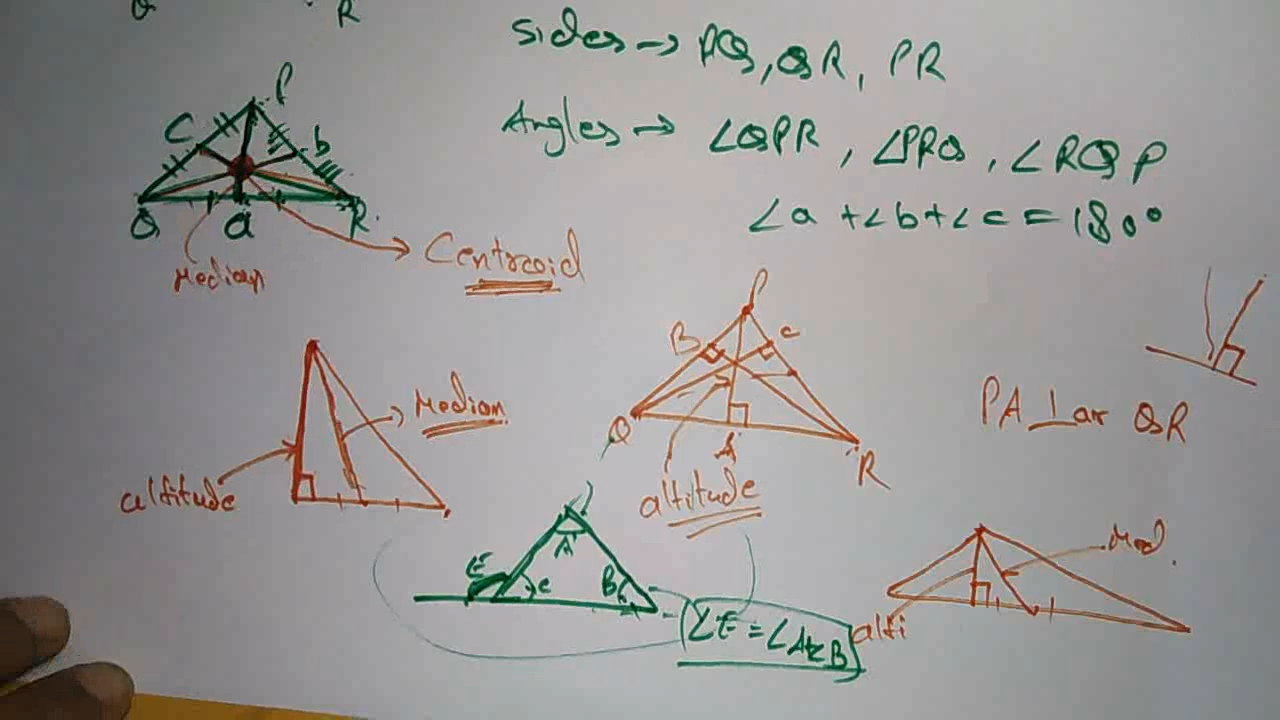 Q R
Sides → PQ, QR, PR
Angles → ∠QPR, ∠PRQ, ∠RQP
∠a + ∠b + ∠c = 180°
P
C b
Q a R
Median
Centroid
P
B C
Q A R
altitude
PA ⊥ar QR
altitude
Median
A
E C B
∠E = ∠A+∠B
Med.
alti